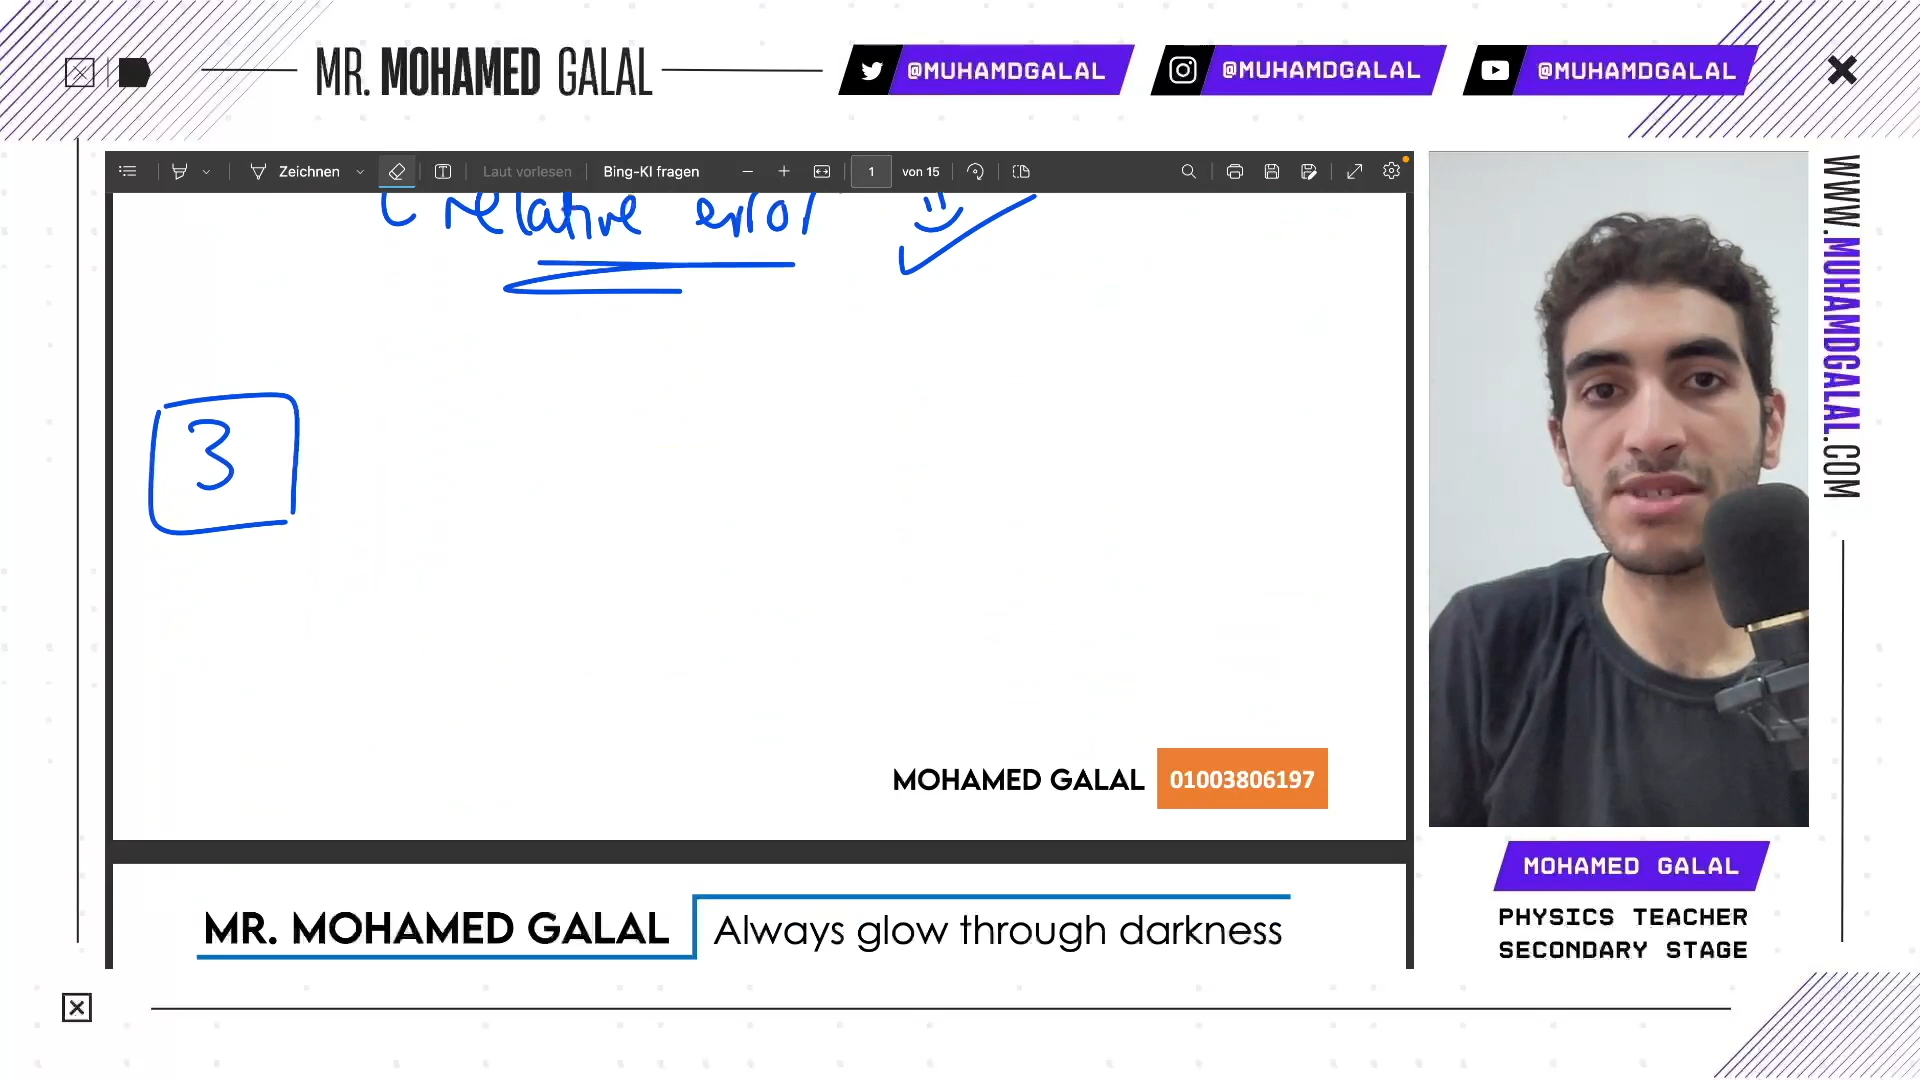 MR. MOHAMED GALAL
@MUHAMDGALAL
@MUHAMDGALAL
@MUHAMDGALAL
Zeichnen
Laut vorlesen
Bing-KI fragen
1 von 15
relative error
3
MOHAMED GALAL 01003806197
MR. MOHAMED GALAL Always glow through darkness
WWW.MUHAMDGALAL.COM
MOHAMED GALAL
PHYSICS TEACHER
SECONDARY STAGE